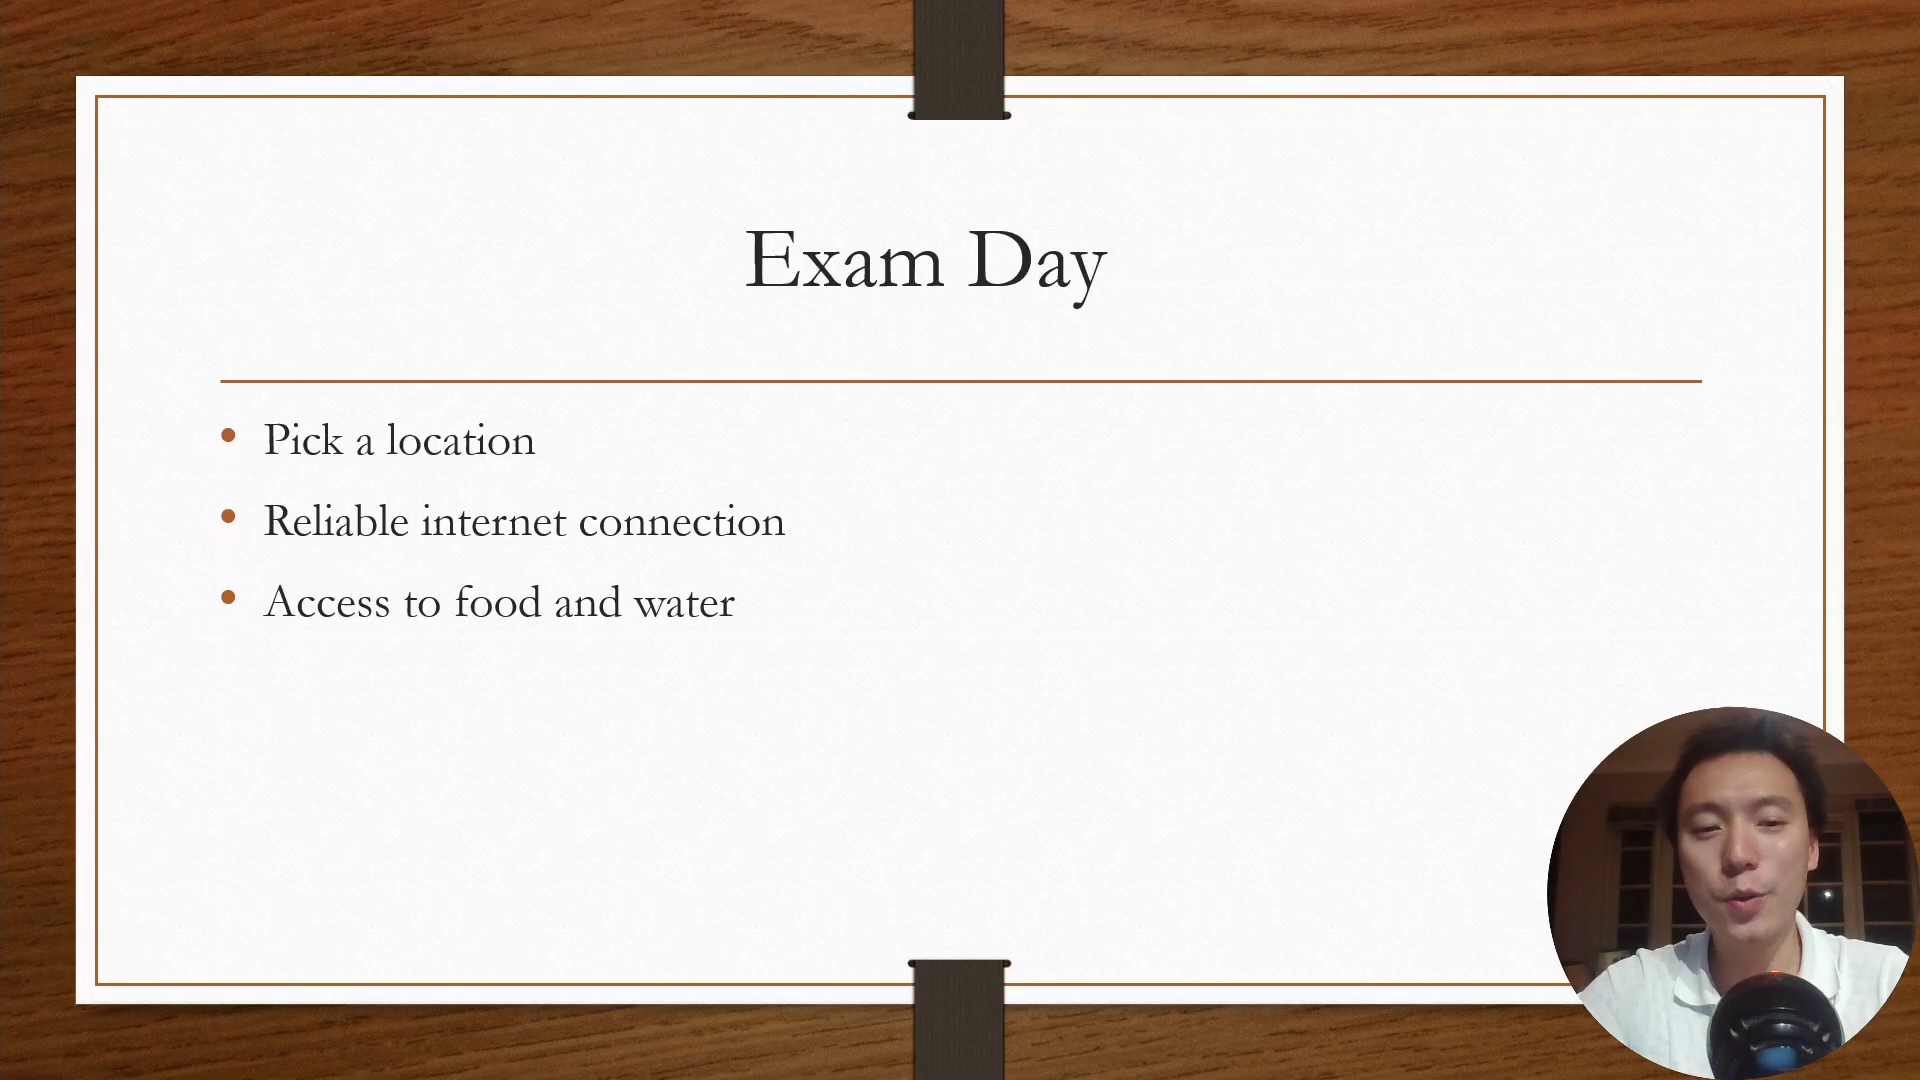 Exam Day
Pick a location
Reliable internet connection
Access to food and water